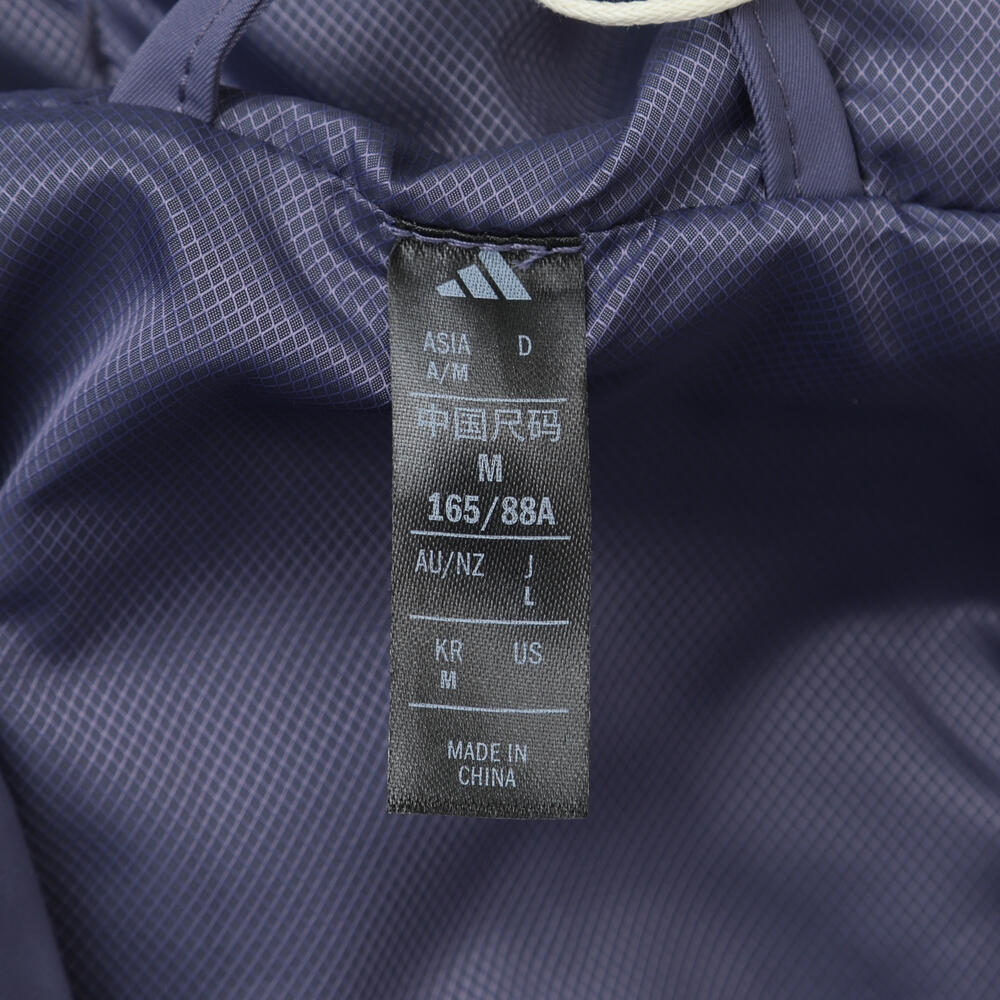 ASIA D
A/M
中国尺码
M
165/88A
AU/NZ J
L
KR US
M
MADE IN
CHINA